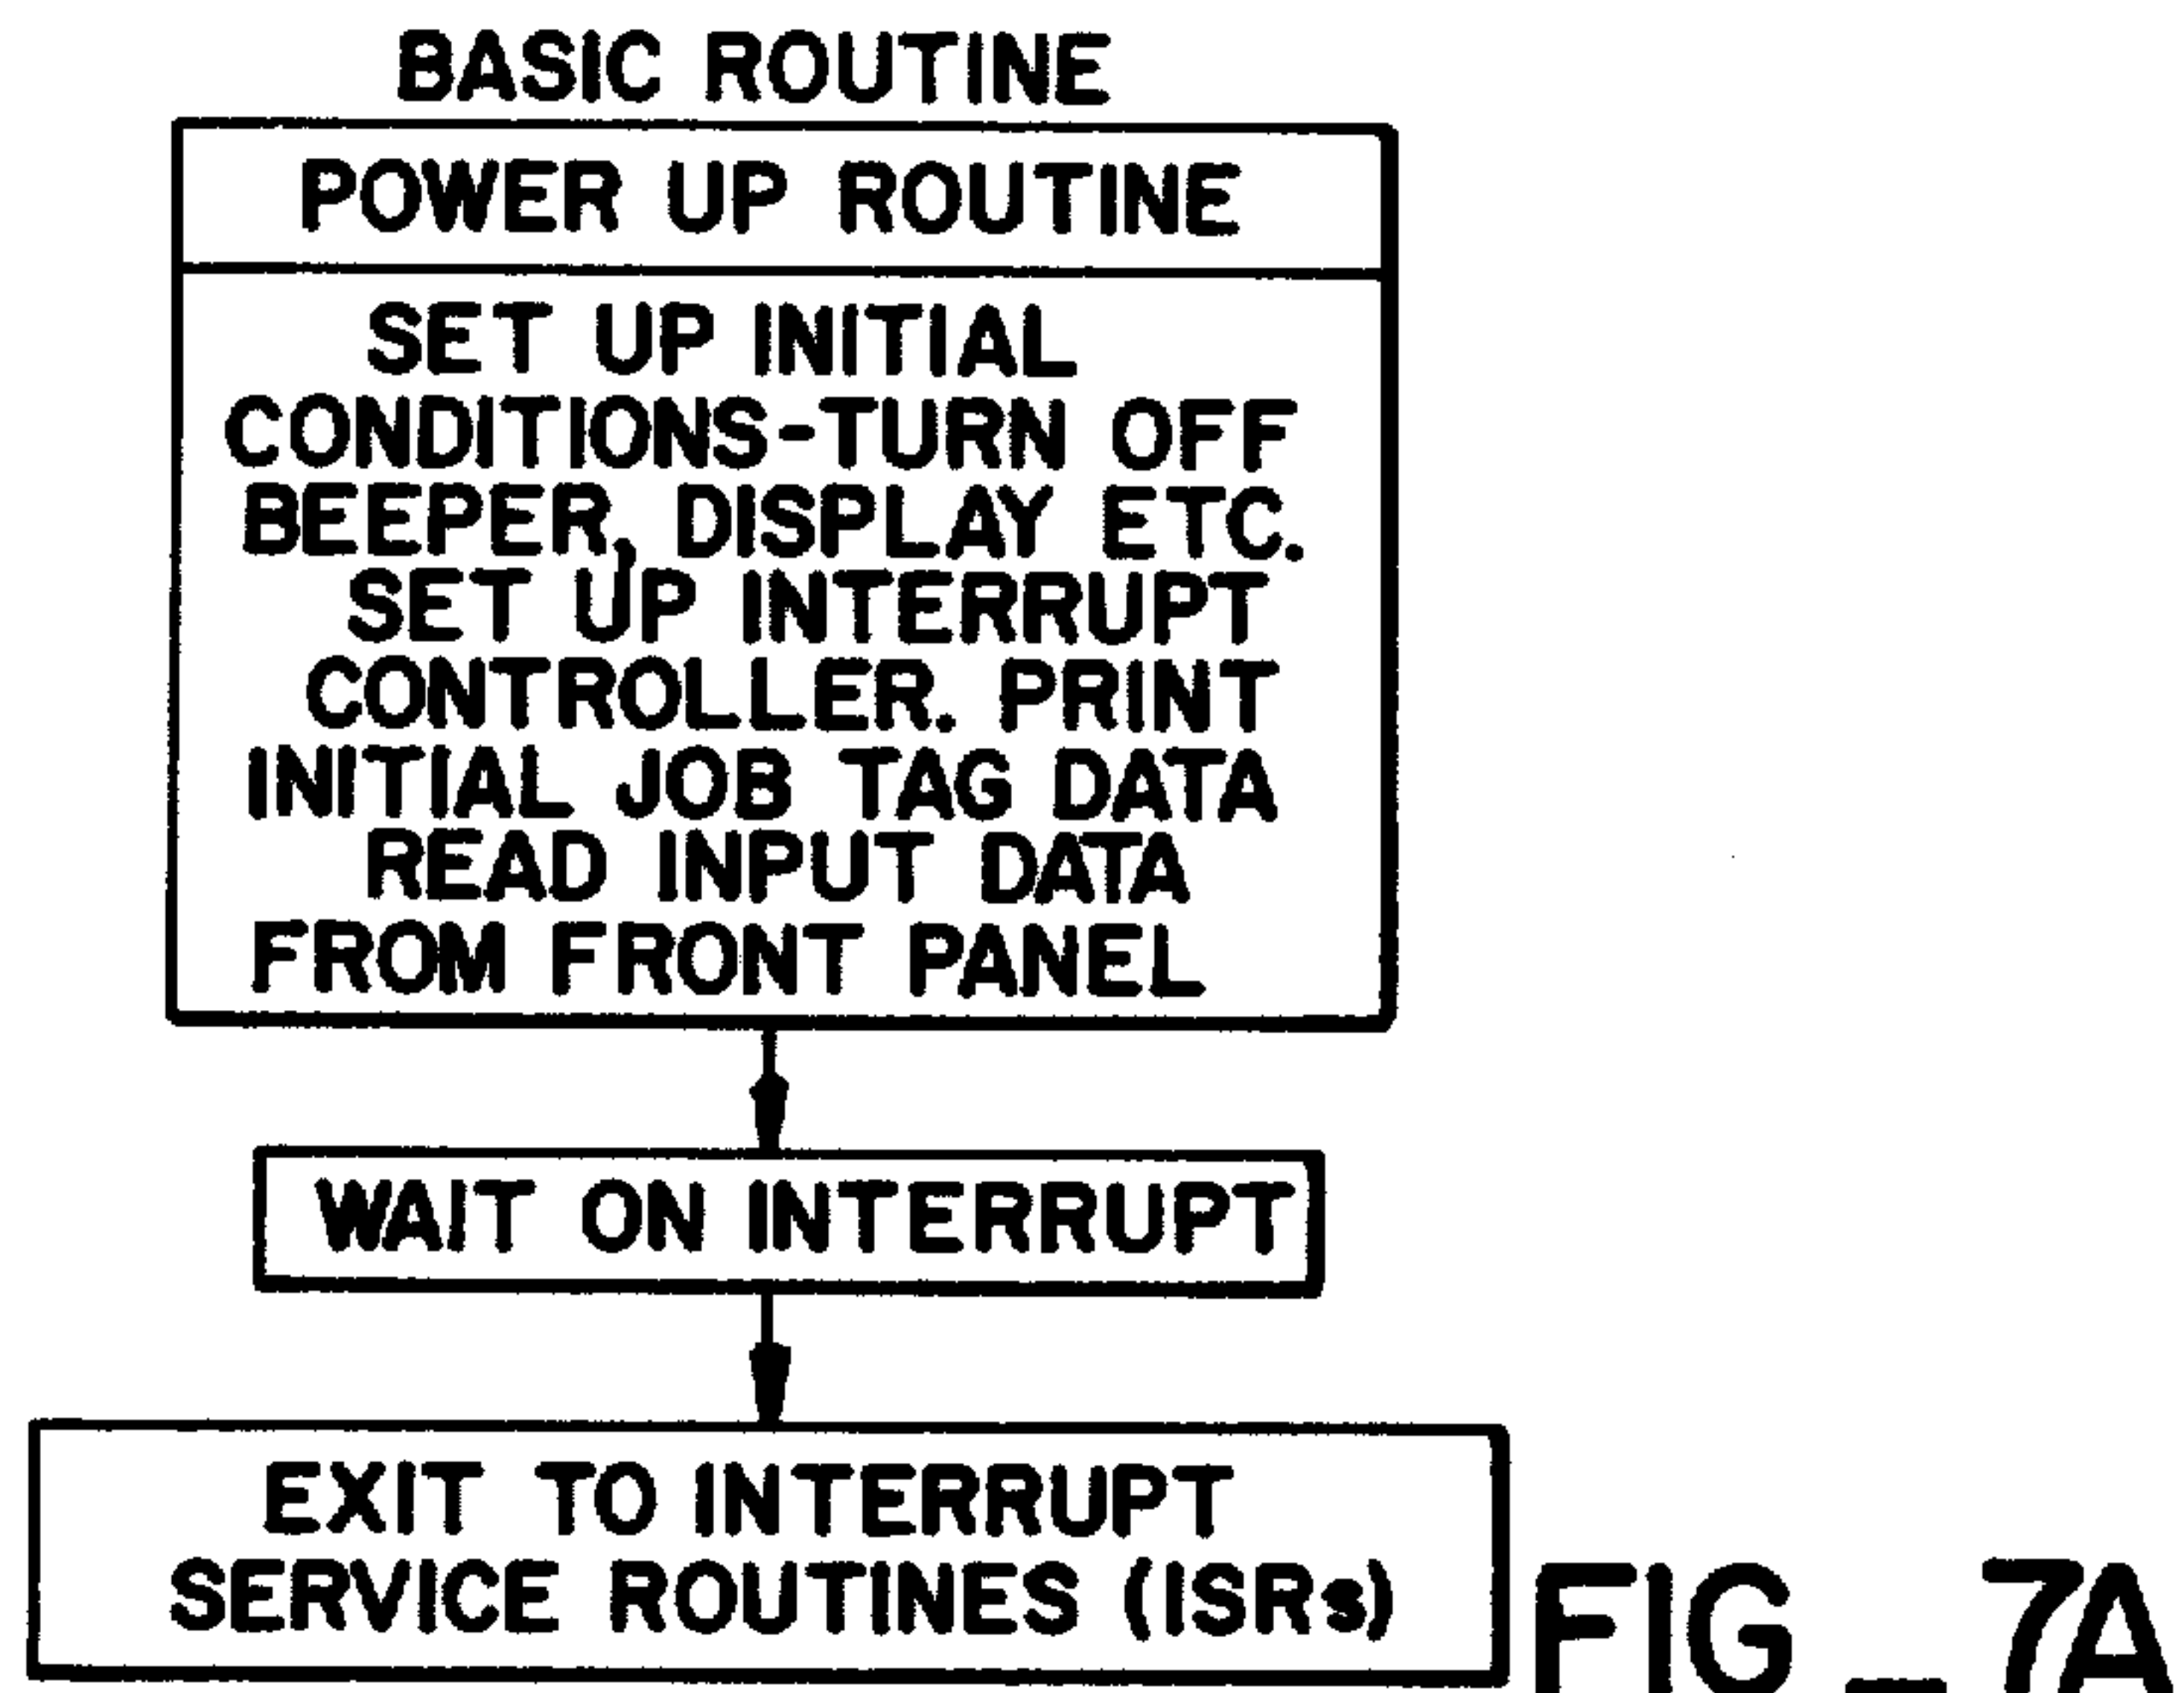 BASIC ROUTINE
POWER UP ROUTINE
SET UP INITIAL
CONDITIONS-TURN OFF
BEEPER, DISPLAY ETC.
SET UP INTERRUPT
CONTROLLER. PRINT
INITIAL JOB TAG DATA
READ INPUT DATA
FROM FRONT PANEL
WAIT ON INTERRUPT
EXIT TO INTERRUPT
SERVICE ROUTINES (ISRs)
FIG_7A